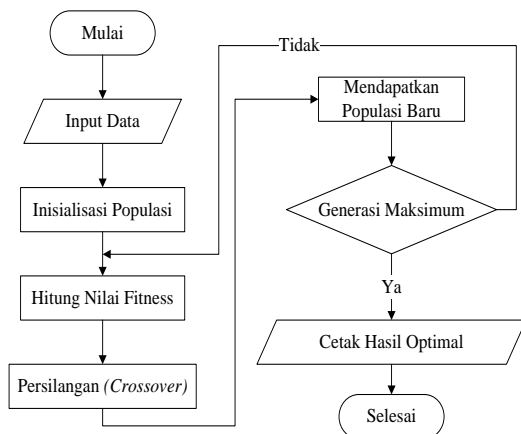 Mulai
Input Data
Inisialisasi Populasi
Hitung Nilai Fitness
Persilangan (Crossover)
Tidak
Mendapatkan
Populasi Baru
Generasi Maksimum
Ya
Cetak Hasil Optimal
Selesai